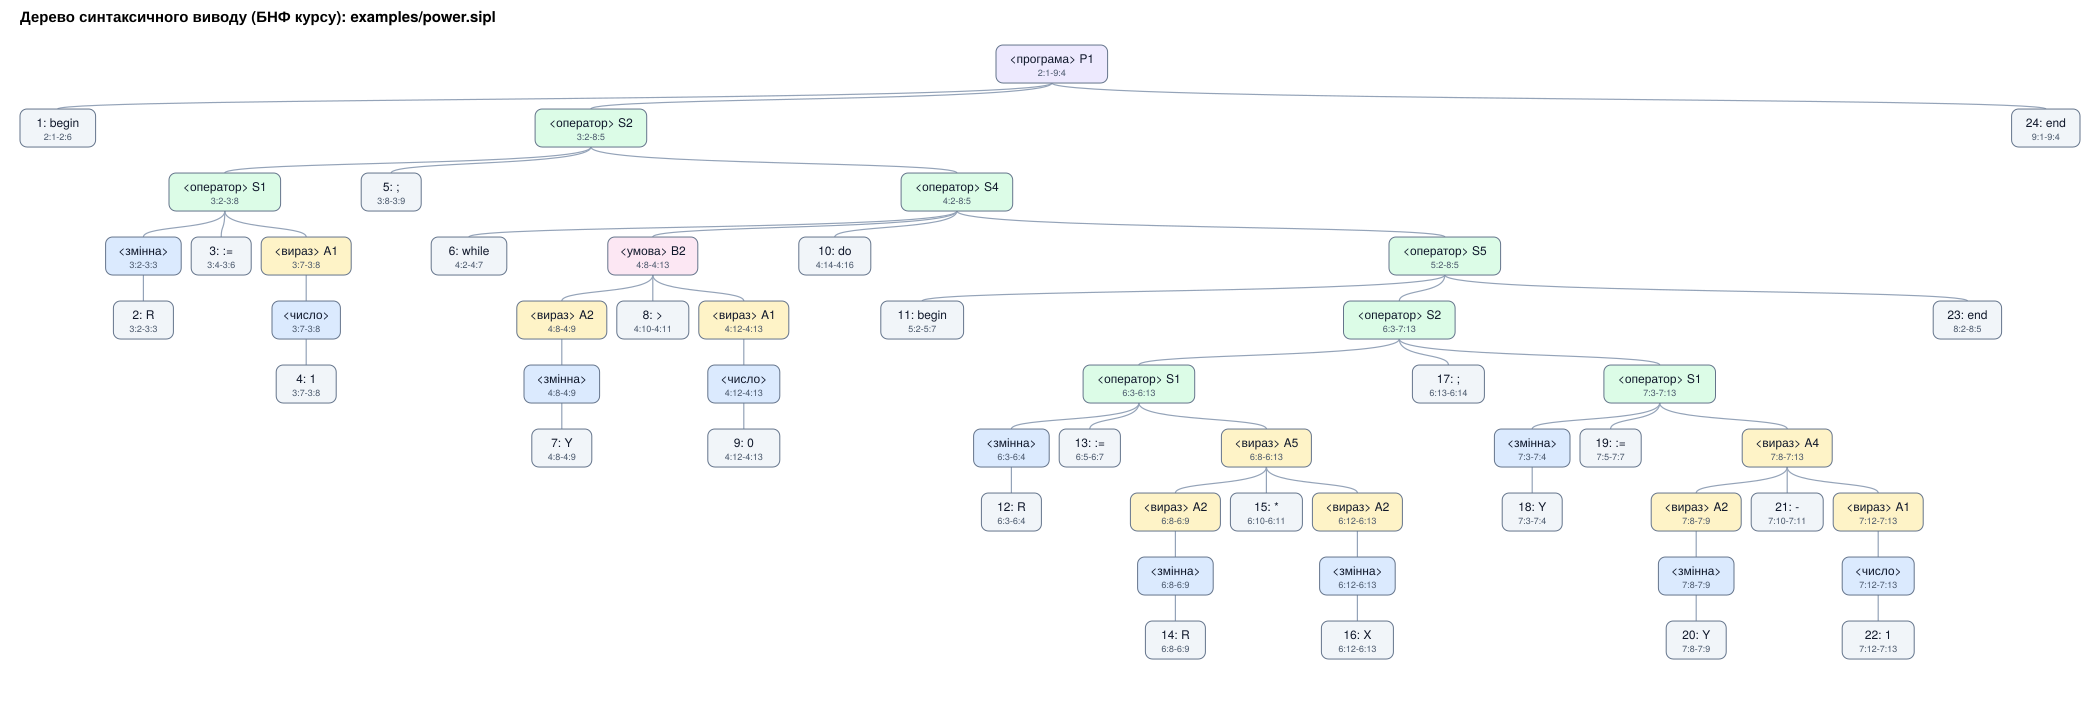 Дерево синтаксичного виводу (БНФ курсу): examples/power.sipl
<програма> P1
2:1-9:4
1: begin
2:1-2:6
<оператор> S2
3:2-8:5
24: end
9:1-9:4
<оператор> S1
3:2-3:8
5: ;
3:8-3:9
<оператор> S4
4:2-8:5
<змінна>
3:2-3:3
3: :=
3:4-3:6
<вираз> A1
3:7-3:8
6: while
4:2-4:7
<умова> B2
4:8-4:13
10: do
4:14-4:16
<оператор> S5
5:2-8:5
2: R
3:2-3:3
<число>
3:7-3:8
<вираз> A2
4:8-4:9
8: >
4:10-4:11
<вираз> A1
4:12-4:13
11: begin
5:2-5:7
<оператор> S2
6:3-7:13
23: end
8:2-8:5
4: 1
3:7-3:8
<змінна>
4:8-4:9
<число>
4:12-4:13
<оператор> S1
6:3-6:13
17: ;
6:13-6:14
<оператор> S1
7:3-7:13
7: Y
4:8-4:9
9: 0
4:12-4:13
<змінна>
6:3-6:4
13: :=
6:5-6:7
<вираз> A5
6:8-6:13
<змінна>
7:3-7:4
19: :=
7:5-7:7
<вираз> A4
7:8-7:13
12: R
6:3-6:4
<вираз> A2
6:8-6:9
15: *
6:10-6:11
<вираз> A2
6:12-6:13
18: Y
7:3-7:4
<вираз> A2
7:8-7:9
21: -
7:10-7:11
<вираз> A1
7:12-7:13
<змінна>
6:8-6:9
<змінна>
6:12-6:13
<змінна>
7:8-7:9
<число>
7:12-7:13
14: R
6:8-6:9
16: X
6:12-6:13
20: Y
7:8-7:9
22: 1
7:12-7:13